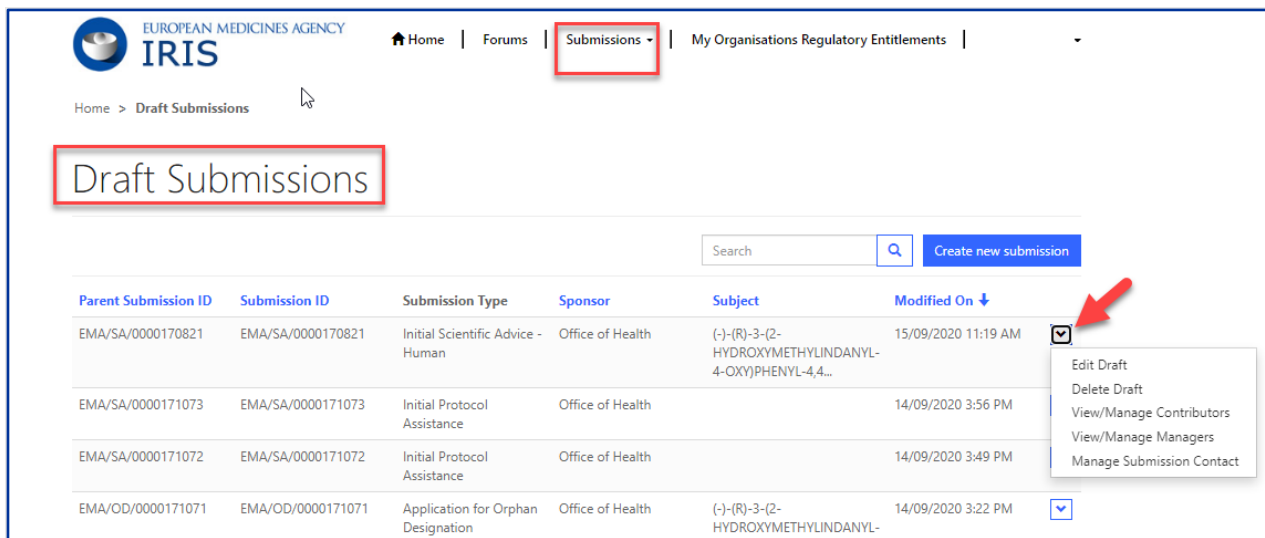 EUROPEAN MEDICINES AGENCY
IRIS
Home | Forums | Submissions | My Organisations Regulatory Entitlements |
Home > Draft Submissions
Draft Submissions
Search
Create new submission
Parent Submission ID Submission ID Submission Type Sponsor Subject Modified On
EMA/SA/0000170821 EMA/SA/0000170821 Initial Scientific Advice - Office of Health (-)-(R)-3-(2- 15/09/2020 11:19 AM
Human HYDROXYMETHYLINDANYL-
4-OXY)PHENYL-4,4...
Edit Draft
Delete Draft
View/Manage Contributors
View/Manage Managers
Manage Submission Contact
EMA/SA/0000171073 EMA/SA/0000171073 Initial Protocol Office of Health 14/09/2020 3:56 PM
Assistance
EMA/SA/0000171072 EMA/SA/0000171072 Initial Protocol Office of Health 14/09/2020 3:49 PM
Assistance
EMA/OD/0000171071 EMA/OD/0000171071 Application for Orphan Office of Health (-)-(R)-3-(2- 14/09/2020 3:22 PM
Designation HYDROXYMETHYLINDANYL-